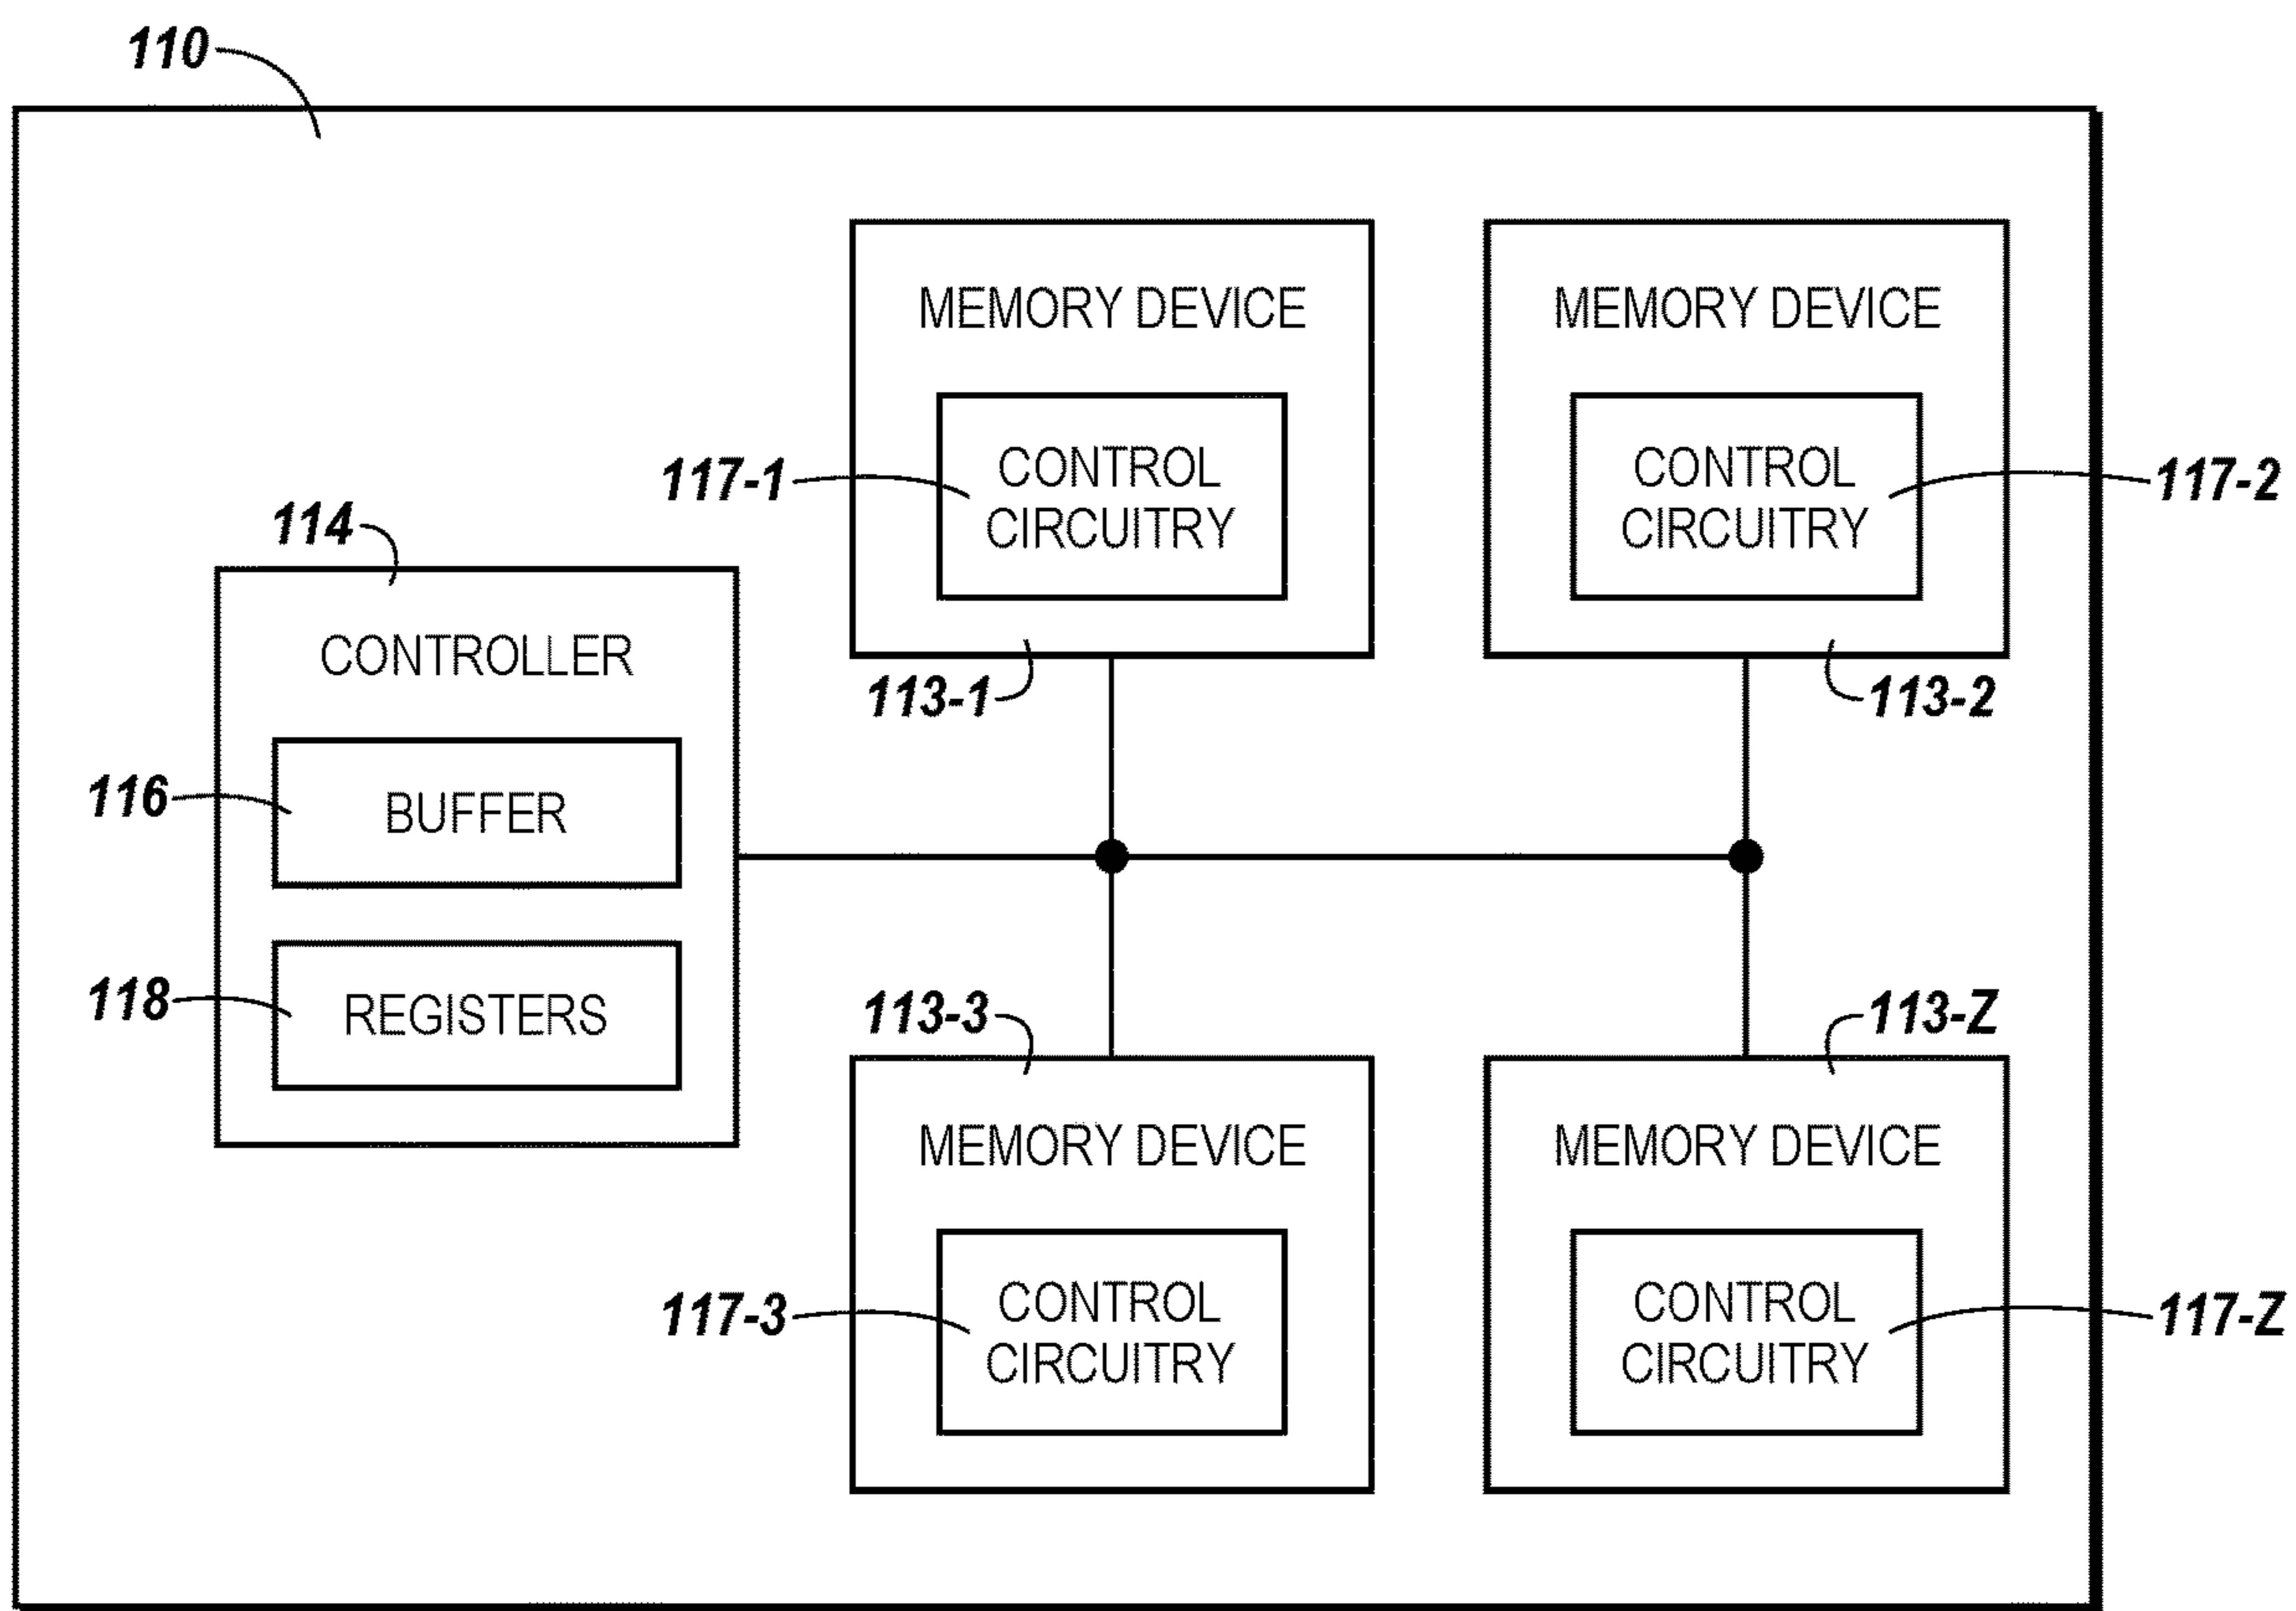 110
MEMORY DEVICE
MEMORY DEVICE
117-1
CONTROL
CIRCUITRY
CONTROL
CIRCUITRY
117-2
114
CONTROLLER
113-1
113-2
116
BUFFER
118
REGISTERS
113-3
113-Z
MEMORY DEVICE
MEMORY DEVICE
117-3
CONTROL
CIRCUITRY
CONTROL
CIRCUITRY
117-Z